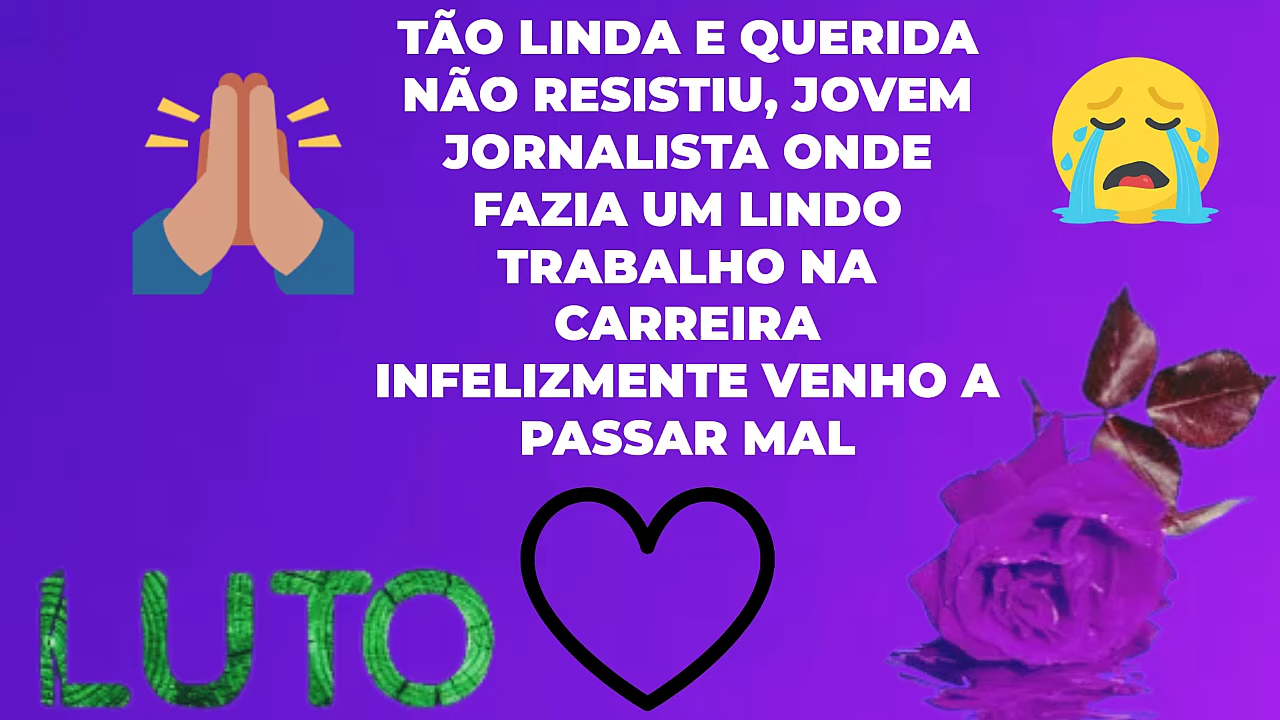 TÃO LINDA E QUERIDA
NÃO RESISTIU, JOVEM
JORNALISTA ONDE
FAZIA UM LINDO
TRABALHO NA
CARREIRA
INFELIZMENTE VENHO A
PASSAR MAL
LUTO